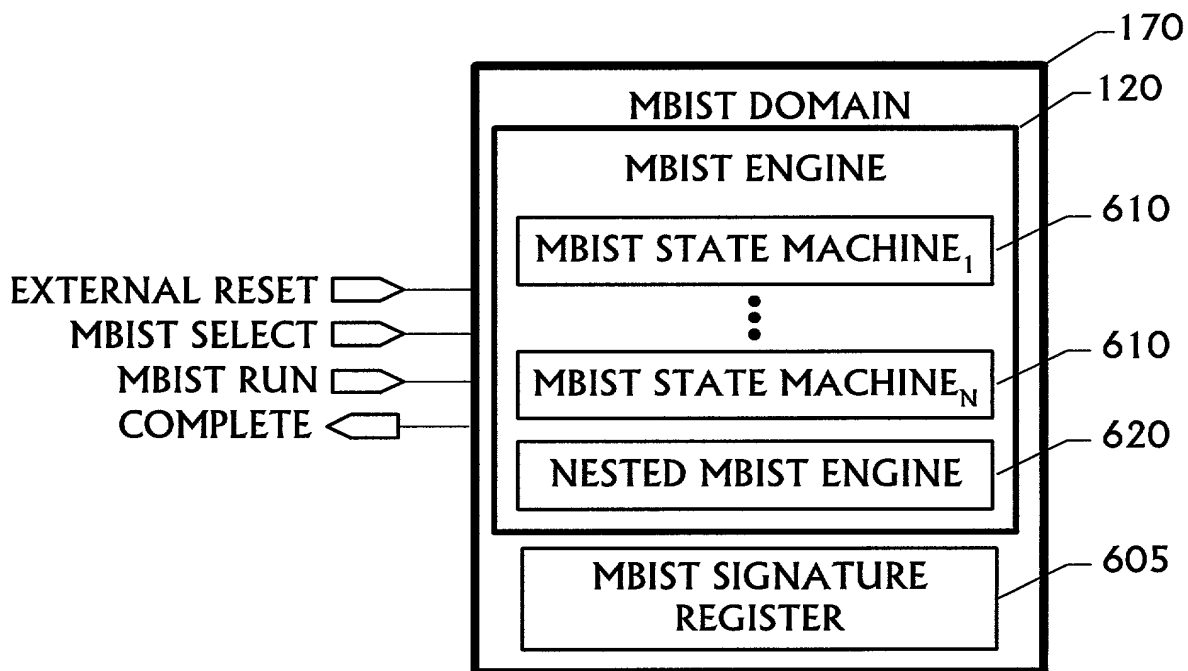 170
MBIST DOMAIN
120
MBIST ENGINE
MBIST STATE MACHINE1
610
EXTERNAL RESET
MBIST SELECT
MBIST RUN
COMPLETE
MBIST STATE MACHINEN
610
NESTED MBIST ENGINE
620
MBIST SIGNATURE
REGISTER
605